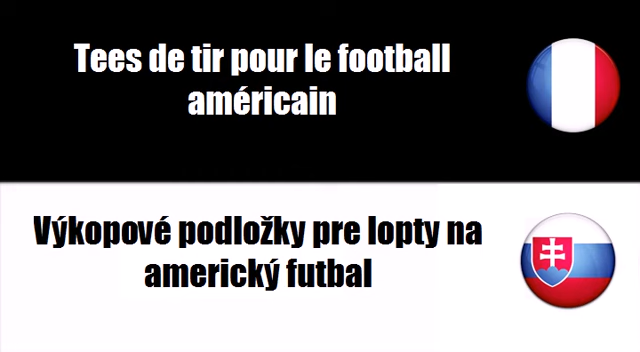 Tees de tir pour le football
américain
Výkopové podložky pre lopty na
americký futbal